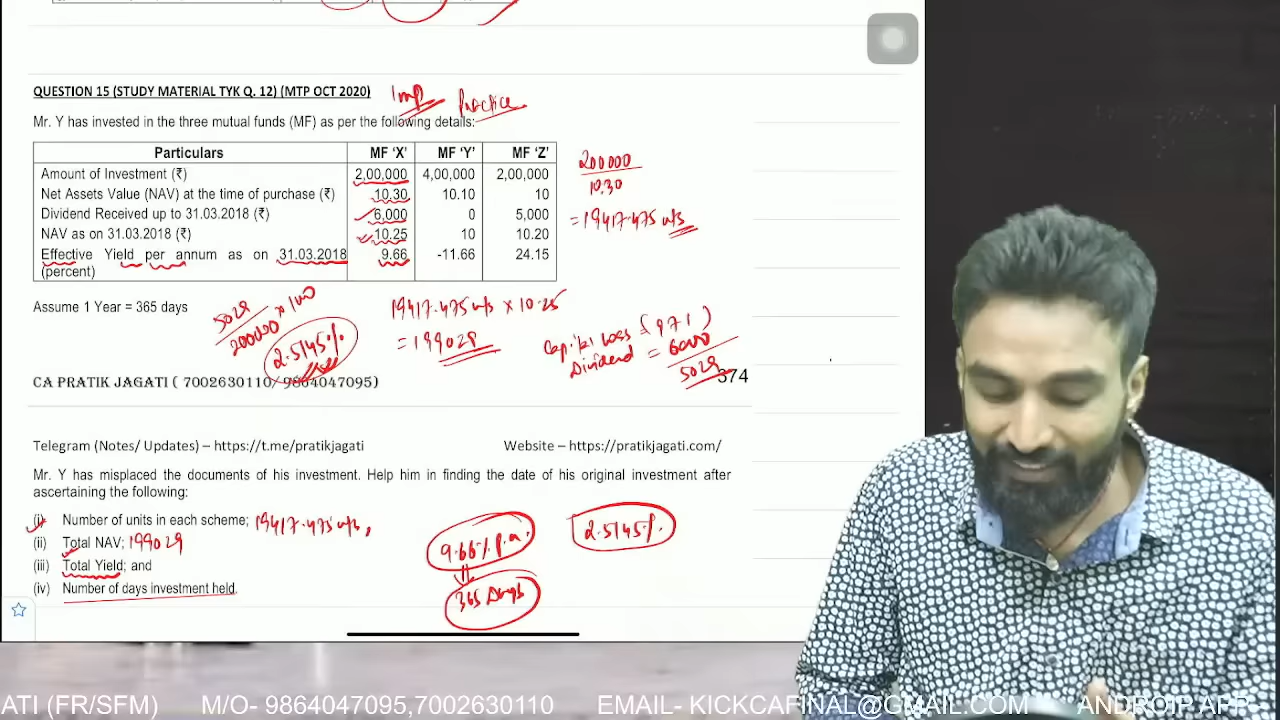 QUESTION 15 (STUDY MATERIAL TYK Q. 12) (MTP OCT 2020) Imp Practice
Mr. Y has invested in the three mutual funds (MF) as per the following details:
Particulars MF 'X' MF 'Y' MF 'Z'
Amount of Investment (₹) 2,00,000 4,00,000 2,00,000
Net Assets Value (NAV) at the time of purchase (₹) 10.30 10.10 10
Dividend Received up to 31.03.2018 (₹) 6,000 0 5,000
NAV as on 31.03.2018 (₹) 10.25 10 10.20
Effective Yield per annum as on 31.03.2018 9.66 -11.66 24.15
(percent)
200000
10.30
= 19417.475 u/s
Assume 1 Year = 365 days
5029
200000 × 100
2.5145%
19417.475 u/s × 10.25
= 199029
Capital Loss = (971)
Dividend = 6000
5029
CA PRATIK JAGATI ( 7002630110/ 9864047095)
374
Telegram (Notes/ Updates) – https://t.me/pratikjagati Website – https://pratikjagati.com/
Mr. Y has misplaced the documents of his investment. Help him in finding the date of his original investment after
ascertaining the following:
(i) Number of units in each scheme; 19417.475 u/s,
(ii) Total NAV; 199029
(iii) Total Yield; and
(iv) Number of days investment held.
9.66% p.a.
365 Days
2.5145%
ATI (FR/SFM) M/O- 9864047095,7002630110 EMAIL- KICKCAFINAL@GMAIL.COM ANDROID APP